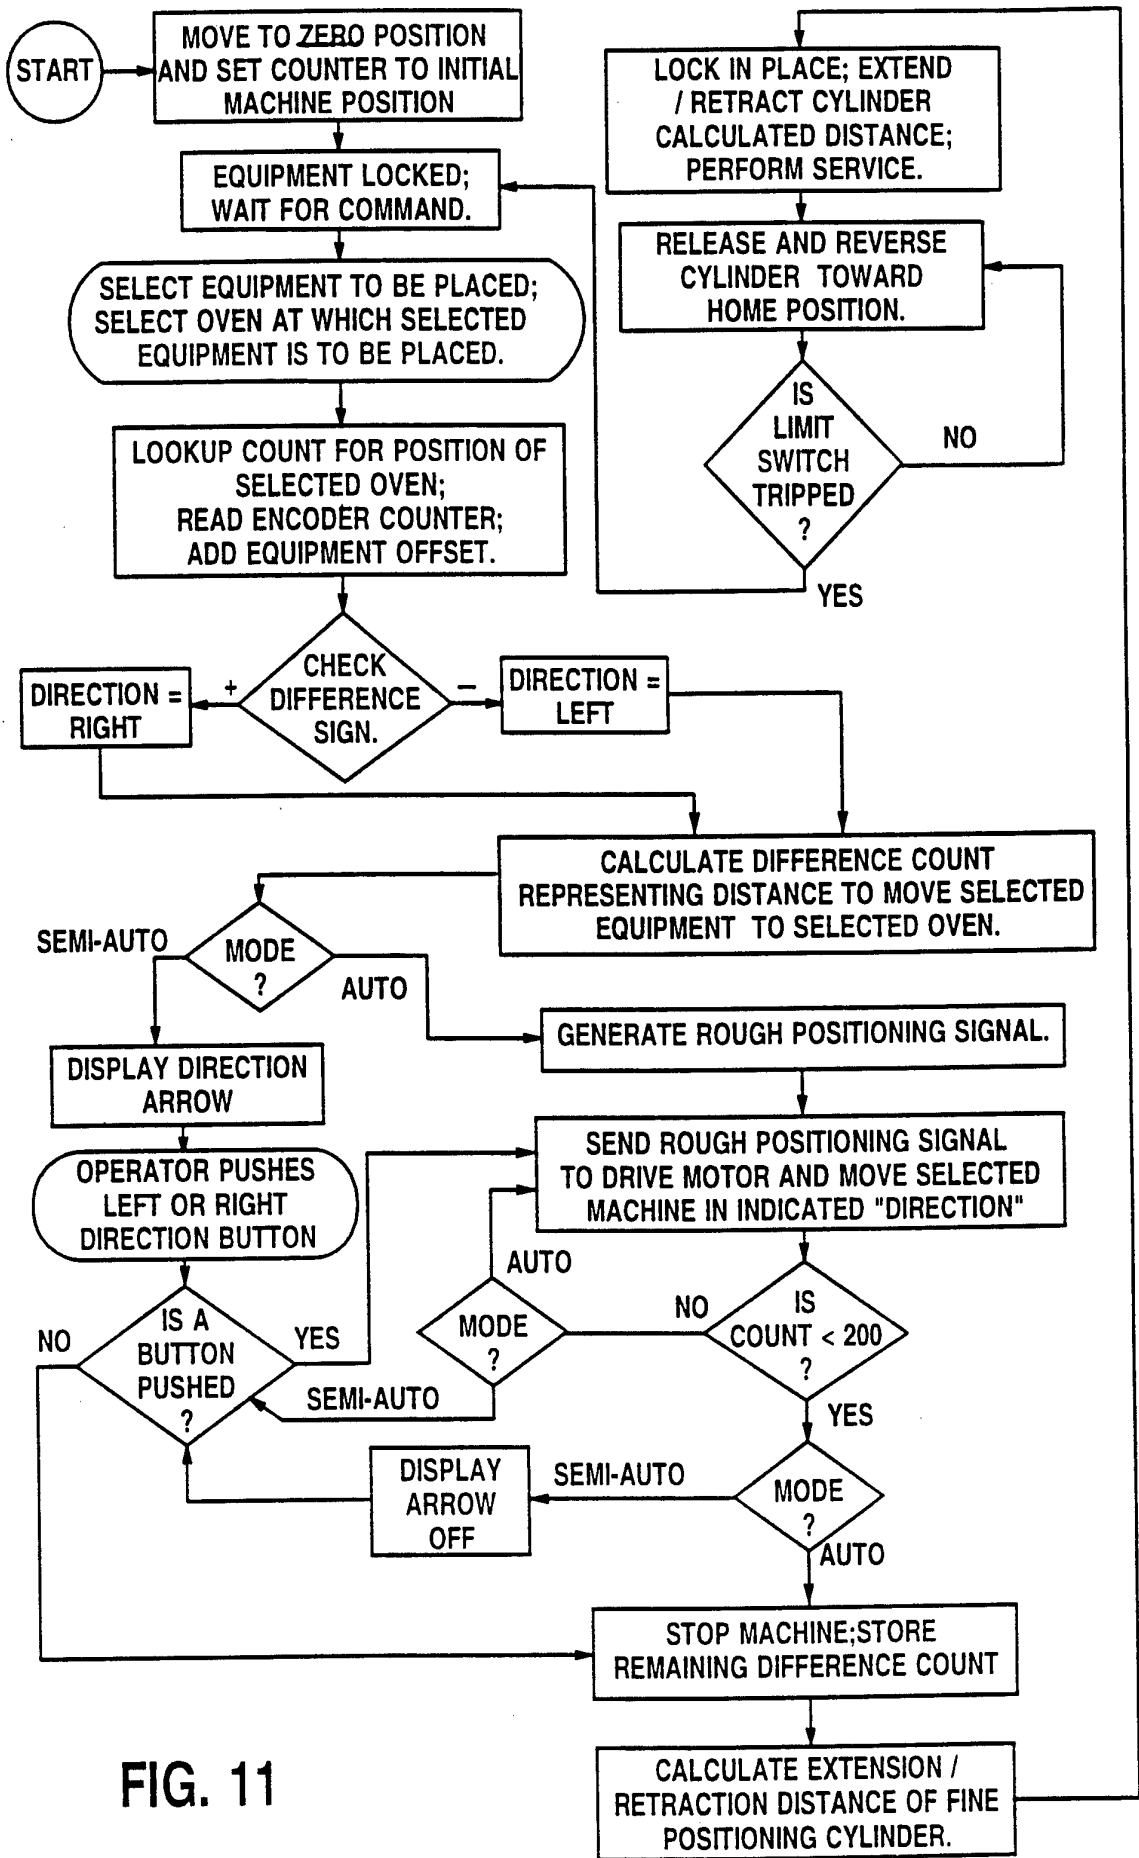 START
MOVE TO ZERO POSITION
AND SET COUNTER TO INITIAL
MACHINE POSITION
EQUIPMENT LOCKED;
WAIT FOR COMMAND.
SELECT EQUIPMENT TO BE PLACED;
SELECT OVEN AT WHICH SELECTED
EQUIPMENT IS TO BE PLACED.
LOOKUP COUNT FOR POSITION OF
SELECTED OVEN;
READ ENCODER COUNTER;
ADD EQUIPMENT OFFSET.
CHECK
DIFFERENCE
SIGN.
+
DIRECTION =
RIGHT
–
DIRECTION =
LEFT
CALCULATE DIFFERENCE COUNT
REPRESENTING DISTANCE TO MOVE SELECTED
EQUIPMENT TO SELECTED OVEN.
MODE
?
SEMI-AUTO
AUTO
DISPLAY DIRECTION
ARROW
OPERATOR PUSHES
LEFT OR RIGHT
DIRECTION BUTTON
IS A
BUTTON
PUSHED
?
NO
YES
GENERATE ROUGH POSITIONING SIGNAL.
SEND ROUGH POSITIONING SIGNAL
TO DRIVE MOTOR AND MOVE SELECTED
MACHINE IN INDICATED "DIRECTION"
IS
COUNT < 200
?
NO
YES
MODE
?
AUTO
SEMI-AUTO
MODE
?
SEMI-AUTO
AUTO
DISPLAY
ARROW
OFF
STOP MACHINE;STORE
REMAINING DIFFERENCE COUNT
CALCULATE EXTENSION /
RETRACTION DISTANCE OF FINE
POSITIONING CYLINDER.
LOCK IN PLACE; EXTEND
/ RETRACT CYLINDER
CALCULATED DISTANCE;
PERFORM SERVICE.
RELEASE AND REVERSE
CYLINDER TOWARD
HOME POSITION.
IS
LIMIT
SWITCH
TRIPPED
?
NO
YES
FIG. 11